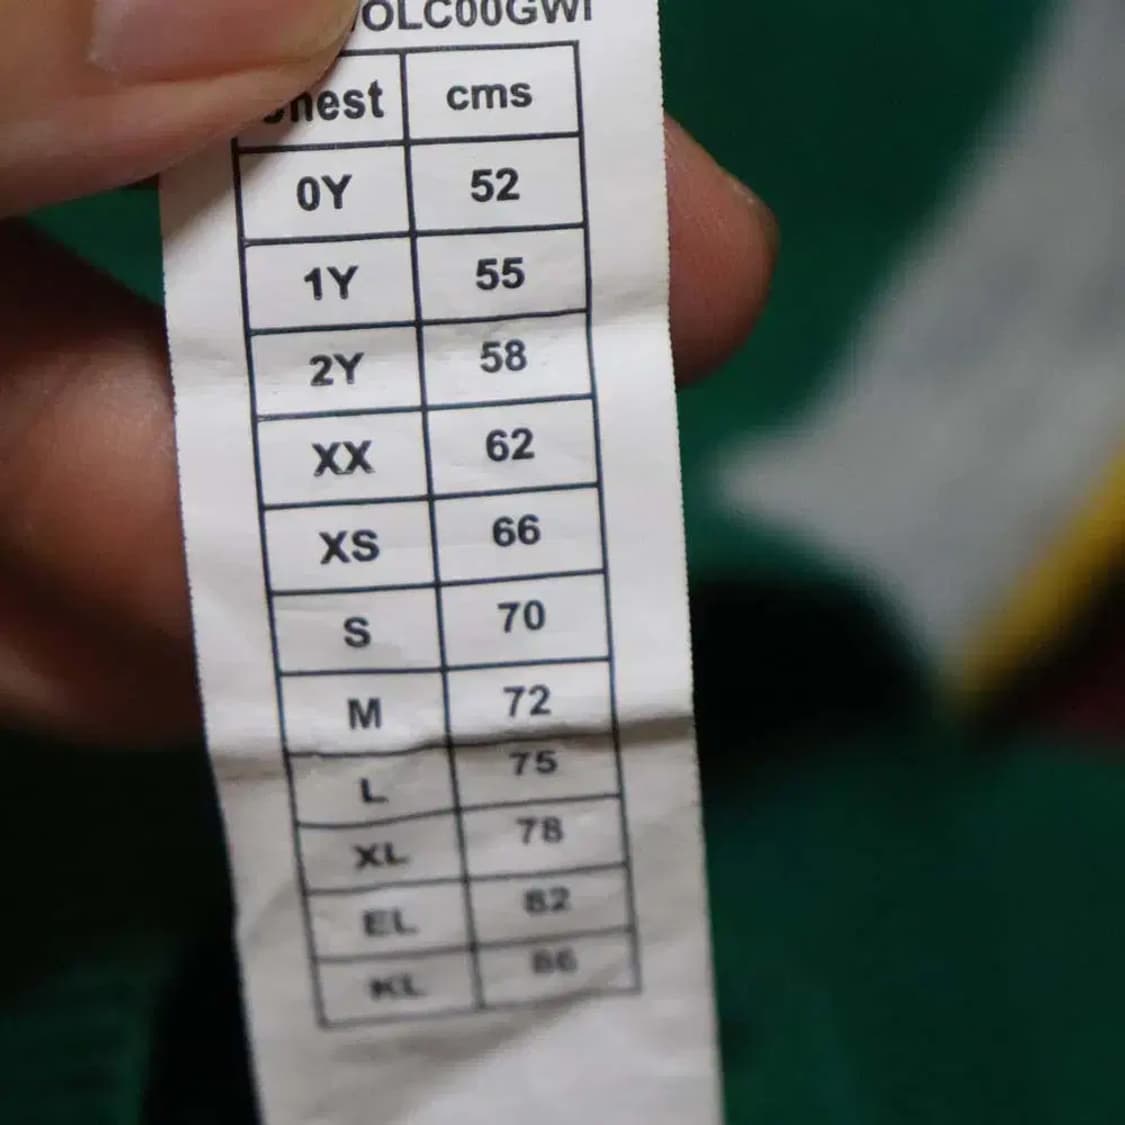 OLC00GWI
hest cms
0Y 52
1Y 55
2Y 58
XX 62
XS 66
S 70
M 72
L 75
XL 78
EL 82
KL 86